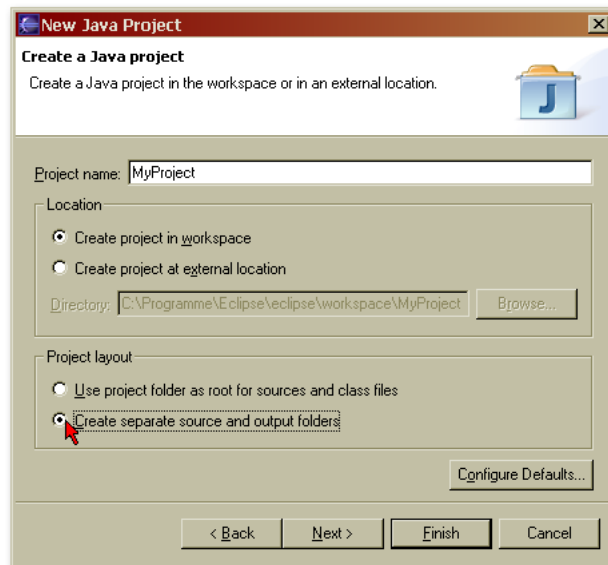 New Java Project
Create a Java project
Create a Java project in the workspace or in an external location.
J
Project name: MyProject
Location
Create project in workspace
Create project at external location
Directory: C:\Programme\Eclipse\eclipse\workspace\MyProject Browse...
Project layout
Use project folder as root for sources and class files
Create separate source and output folders
Configure Defaults...
< Back Next > Finish Cancel